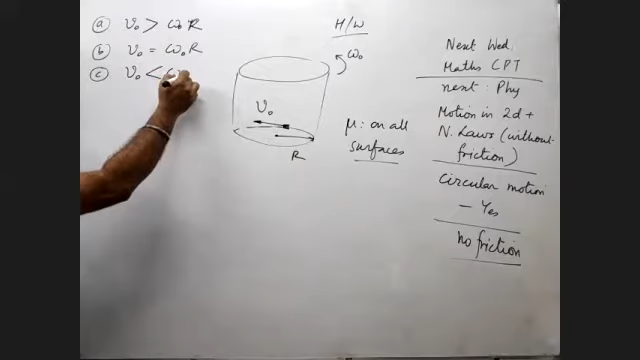 (a) v₀ > ω₀R
(b) v₀ = ω₀R
(c) v₀ <
H/W
ω₀
v₀
R
μ: on all
surfaces
Next Wed.
Maths CPT
next: Phy
Motion in 2d +
N. Laws (without
friction)
Circular motion
- Yes
No friction